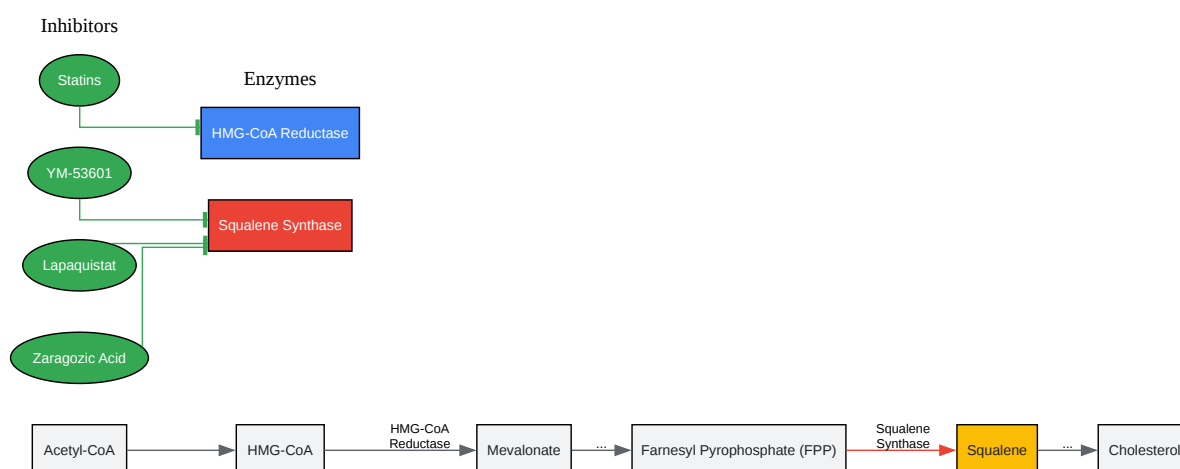 Inhibitors
Statins
Enzymes
HMG-CoA Reductase
YM-53601
Squalene Synthase
Lapaquistat
Zaragozic Acid
Acetyl-CoA
HMG-CoA
HMG-CoA
Reductase
Mevalonate
...
Farnesyl Pyrophosphate (FPP)
Squalene
Synthase
Squalene
...
Cholesterol